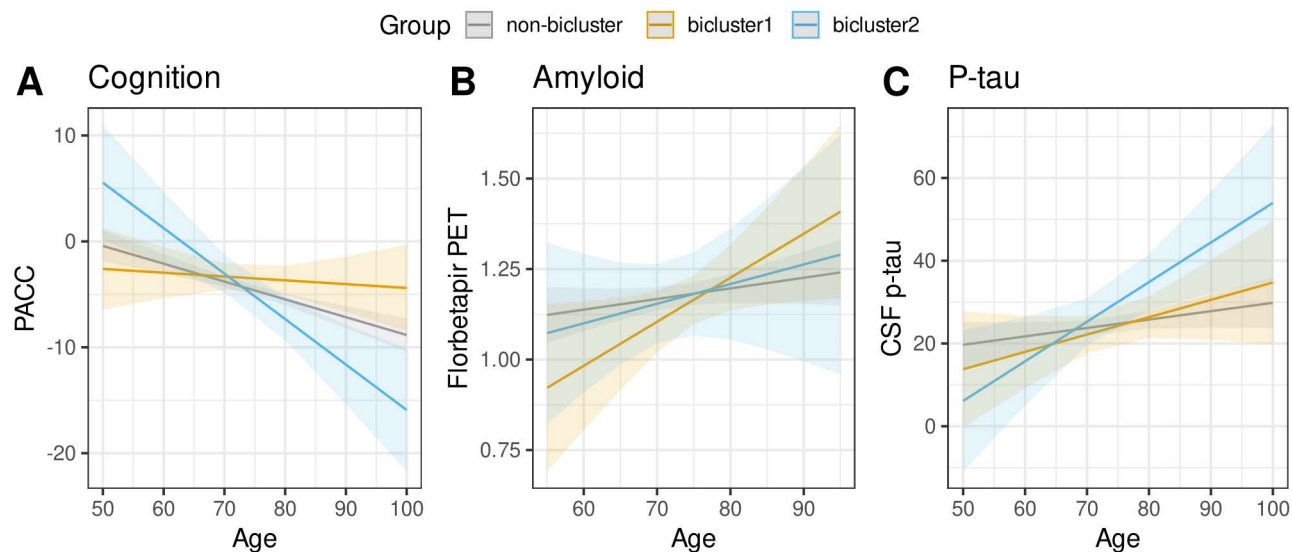 Group non-bicluster bicluster1 bicluster2
A Cognition
10
0
-10
-20
PACC
50 60 70 80 90 100
Age
B Amyloid
1.50
1.25
1.00
0.75
Florbetapir PET
60 70 80 90
Age
C P-tau
60
40
20
0
CSF p-tau
50 60 70 80 90 100
Age